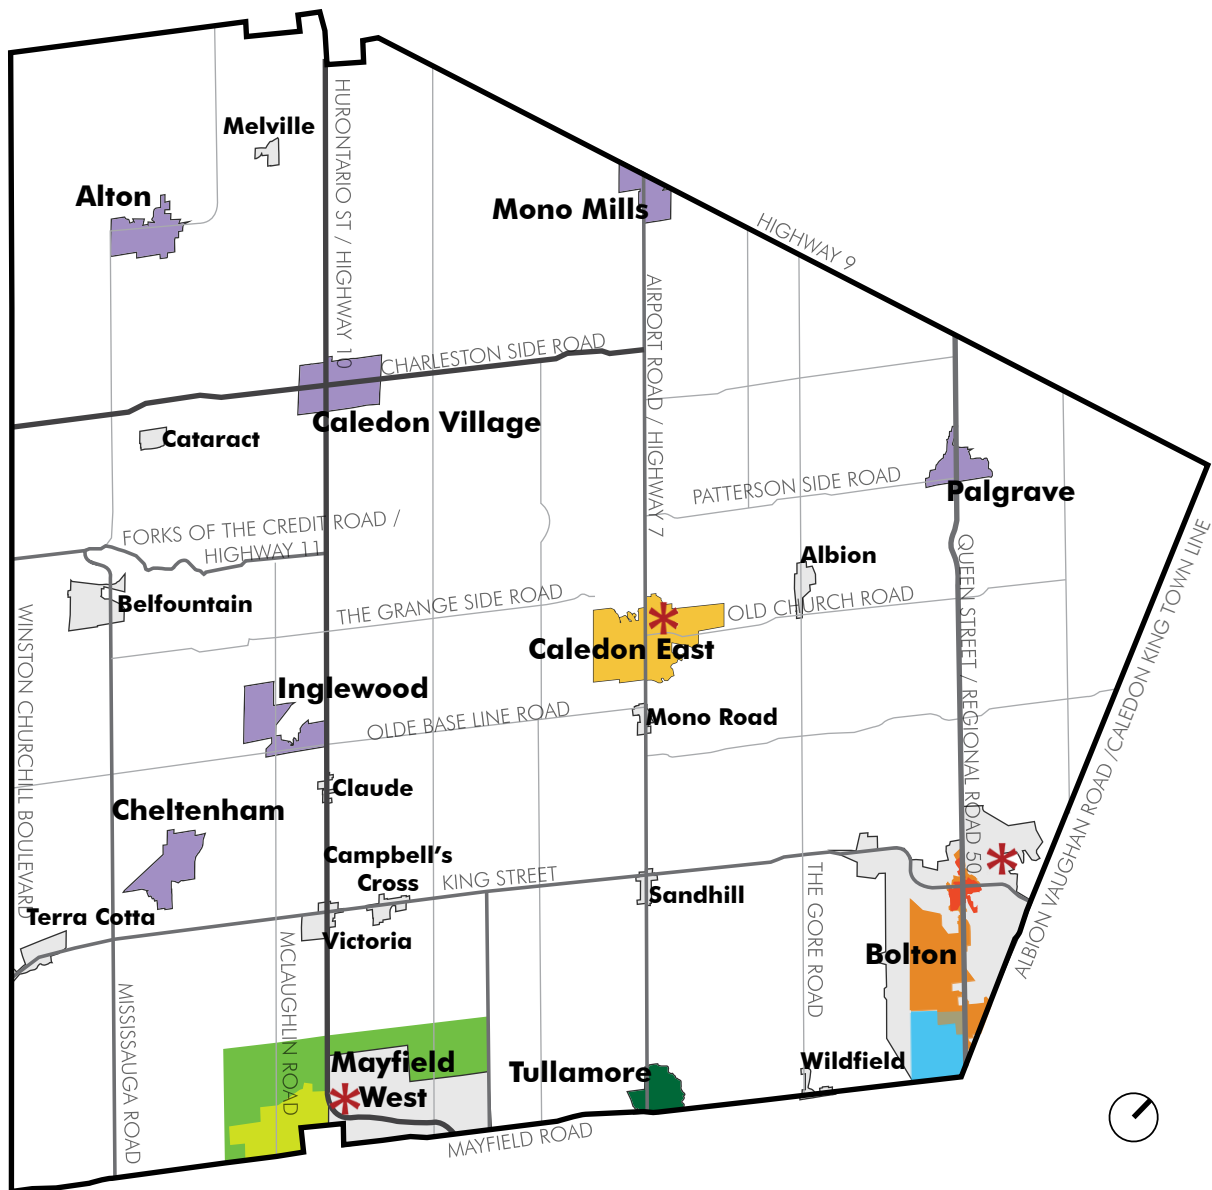 Melville
Alton
Mono Mills
HURONTARIO ST / HIGHWAY 10
HIGHWAY 9
AIRPORT ROAD / HIGHWAY 7
CHARLESTON SIDE ROAD
Caledon Village
Cataract
PATTERSON SIDE ROAD
Palgrave
FORKS OF THE CREDIT ROAD /
HIGHWAY 11
Albion
Belfountain
THE GRANGE SIDE ROAD
OLD CHURCH ROAD
Caledon East
WINSTON CHURCHILL BOULEVARD
QUEEN STREET / REGIONAL ROAD 50
ALBION VAUGHAN ROAD /CALEDON KING TOWN LINE
Inglewood
OLDE BASE LINE ROAD
Mono Road
Claude
Cheltenham
Campbell's
Cross
KING STREET
Sandhill
Terra Cotta
Victoria
THE GORE ROAD
Bolton
MCLAUGHLIN ROAD
MISSISSAUGA ROAD
Mayfield
West
Tullamore
Wildfield
MAYFIELD ROAD